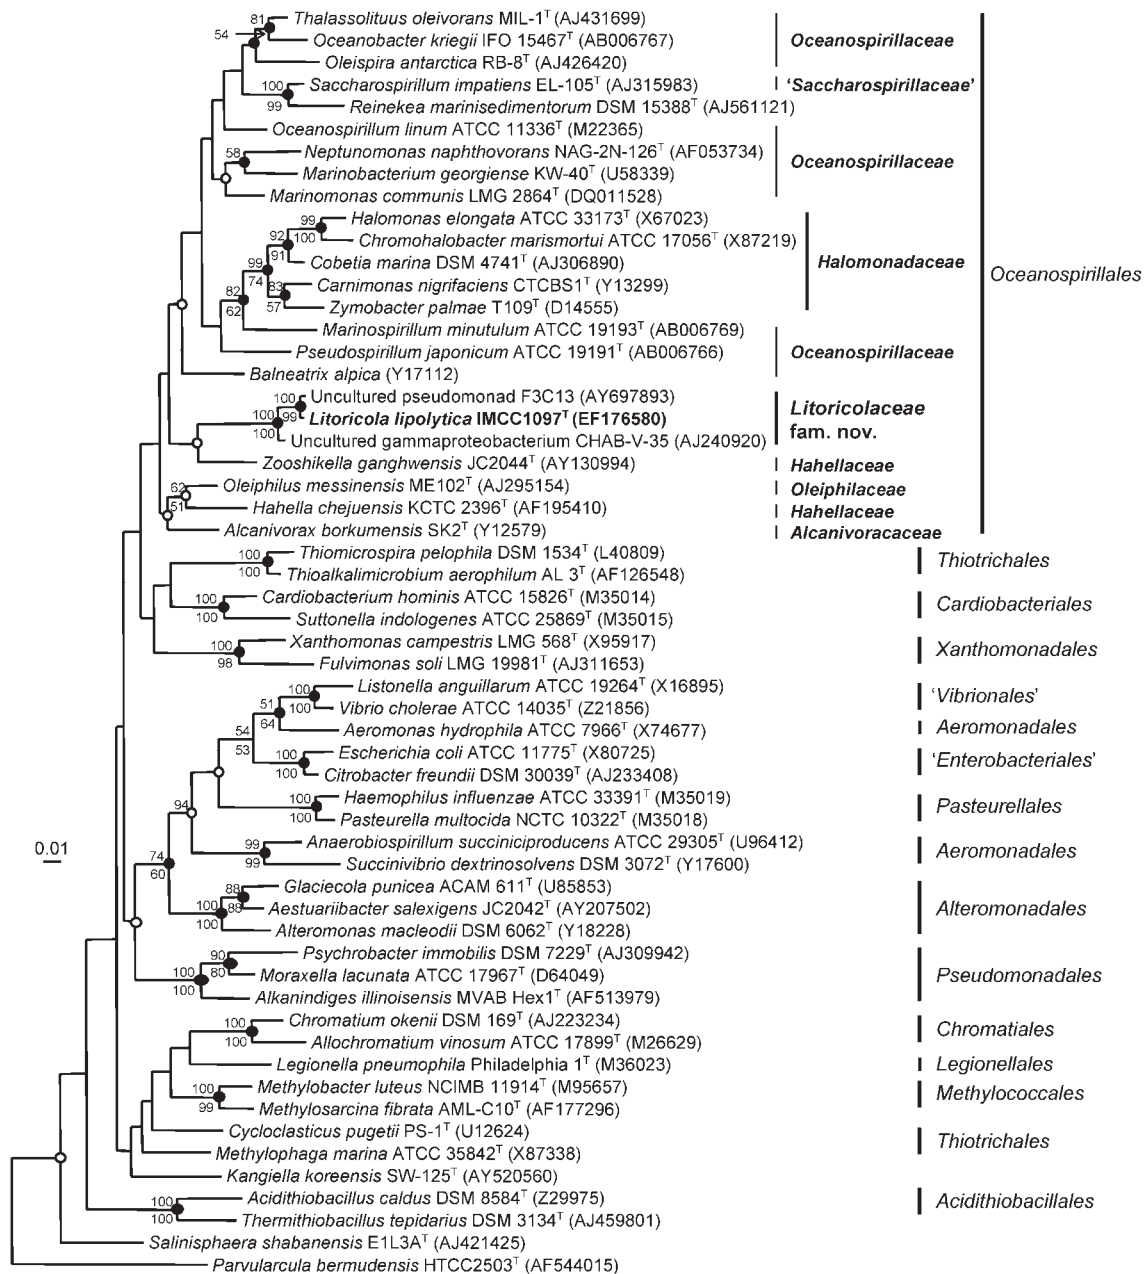 81
Thalassolituus oleivorans MIL-1ᵀ (AJ431699)
54
Oceanobacter kriegii IFO 15467ᵀ (AB006767)
Oceanospirillaceae
Oleispira antarctica RB-8ᵀ (AJ426420)
100
Saccharospirillum impatiens EL-105ᵀ (AJ315983)
'Saccharospirillaceae'
99
Reinekea marinisedimentorum DSM 15388ᵀ (AJ561121)
Oceanospirillum linum ATCC 11336ᵀ (M22365)
58
Neptunomonas naphthovorans NAG-2N-126ᵀ (AF053734)
Oceanospirillaceae
Marinobacterium georgiense KW-40ᵀ (U58339)
Marinomonas communis LMG 2864ᵀ (DQ011528)
99
100
Halomonas elongata ATCC 33173ᵀ (X67023)
92
91
Chromohalobacter marismortui ATCC 17056ᵀ (X87219)
Halomonadaceae
Oceanospirillales
99
74
Cobetia marina DSM 4741ᵀ (AJ306890)
83
57
Carnimonas nigrifaciens CTCBS1ᵀ (Y13299)
82
62
Zymobacter palmae T109ᵀ (D14555)
Marinospirillum minutulum ATCC 19193ᵀ (AB006769)
Pseudospirillum japonicum ATCC 19191ᵀ (AB006766)
Oceanospirillaceae
Balneatrix alpica (Y17112)
100
99
Uncultured pseudomonad F3C13 (AY697893)
Litoricolaceae
fam. nov.
100
100
Litoricola lipolytica IMCC1097ᵀ (EF176580)
Uncultured gammaproteobacterium CHAB-V-35 (AJ240920)
Zooshikella ganghwensis JC2044ᵀ (AY130994)
Hahellaceae
62
51
Oleiphilus messinensis ME102ᵀ (AJ295154)
Oleiphilaceae
Hahella chejuensis KCTC 2396ᵀ (AF195410)
Hahellaceae
Alcanivorax borkumensis SK2ᵀ (Y12579)
Alcanivoracaceae
100
100
Thiomicrospira pelophila DSM 1534ᵀ (L40809)
Thiotrichales
Thioalkalimicrobium aerophilum AL 3ᵀ (AF126548)
100
100
Cardiobacterium hominis ATCC 15826ᵀ (M35014)
Cardiobacteriales
Suttonella indologenes ATCC 25869ᵀ (M35015)
100
98
Xanthomonas campestris LMG 568ᵀ (X95917)
Xanthomonadales
Fulvimonas soli LMG 19981ᵀ (AJ311653)
100
100
Listonella anguillarum ATCC 19264ᵀ (X16895)
'Vibrionales'
51
64
Vibrio cholerae ATCC 14035ᵀ (Z21856)
54
53
Aeromonas hydrophila ATCC 7966ᵀ (X74677)
Aeromonadales
100
100
Escherichia coli ATCC 11775ᵀ (X80725)
'Enterobacteriales'
Citrobacter freundii DSM 30039ᵀ (AJ233408)
100
100
Haemophilus influenzae ATCC 33391ᵀ (M35019)
Pasteurellales
94
Pasteurella multocida NCTC 10322ᵀ (M35018)
99
99
Anaerobiospirillum succiniciproducens ATCC 29305ᵀ (U96412)
Aeromonadales
0.01
74
60
Succinivibrio dextrinosolvens DSM 3072ᵀ (Y17600)
88
88
Glaciecola punicea ACAM 611ᵀ (U85853)
100
100
Aestuariibacter salexigens JC2042ᵀ (AY207502)
Alteromonadales
Alteromonas macleodii DSM 6062ᵀ (Y18228)
90
80
Psychrobacter immobilis DSM 7229ᵀ (AJ309942)
100
100
Moraxella lacunata ATCC 17967ᵀ (D64049)
Pseudomonadales
Alkanindiges illinoisensis MVAB Hex1ᵀ (AF513979)
100
100
Chromatium okenii DSM 169ᵀ (AJ223234)
Chromatiales
Allochromatium vinosum ATCC 17899ᵀ (M26629)
Legionella pneumophila Philadelphia 1ᵀ (M36023)
Legionellales
100
99
Methylobacter luteus NCIMB 11914ᵀ (M95657)
Methylococcales
Methylosarcina fibrata AML-C10ᵀ (AF177296)
Cycloclasticus pugetii PS-1ᵀ (U12624)
Thiotrichales
Methylophaga marina ATCC 35842ᵀ (X87338)
Kangiella koreensis SW-125ᵀ (AY520560)
100
100
Acidithiobacillus caldus DSM 8584ᵀ (Z29975)
Acidithiobacillales
Thermithiobacillus tepidarius DSM 3134ᵀ (AJ459801)
Salinisphaera shabanensis E1L3Aᵀ (AJ421425)
Parvularcula bermudensis HTCC2503ᵀ (AF544015)